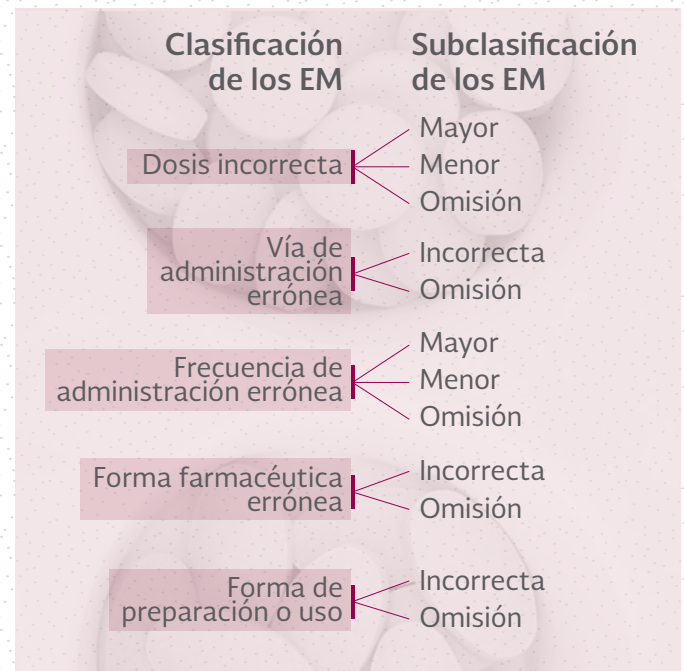 Clasificación
de los EM
Subclasificación
de los EM
Dosis incorrecta
Mayor
Menor
Omisión
Vía de
administración
errónea
Incorrecta
Omisión
Frecuencia de
administración errónea
Mayor
Menor
Omisión
Forma farmacéutica
errónea
Incorrecta
Omisión
Forma de
preparación o uso
Incorrecta
Omisión